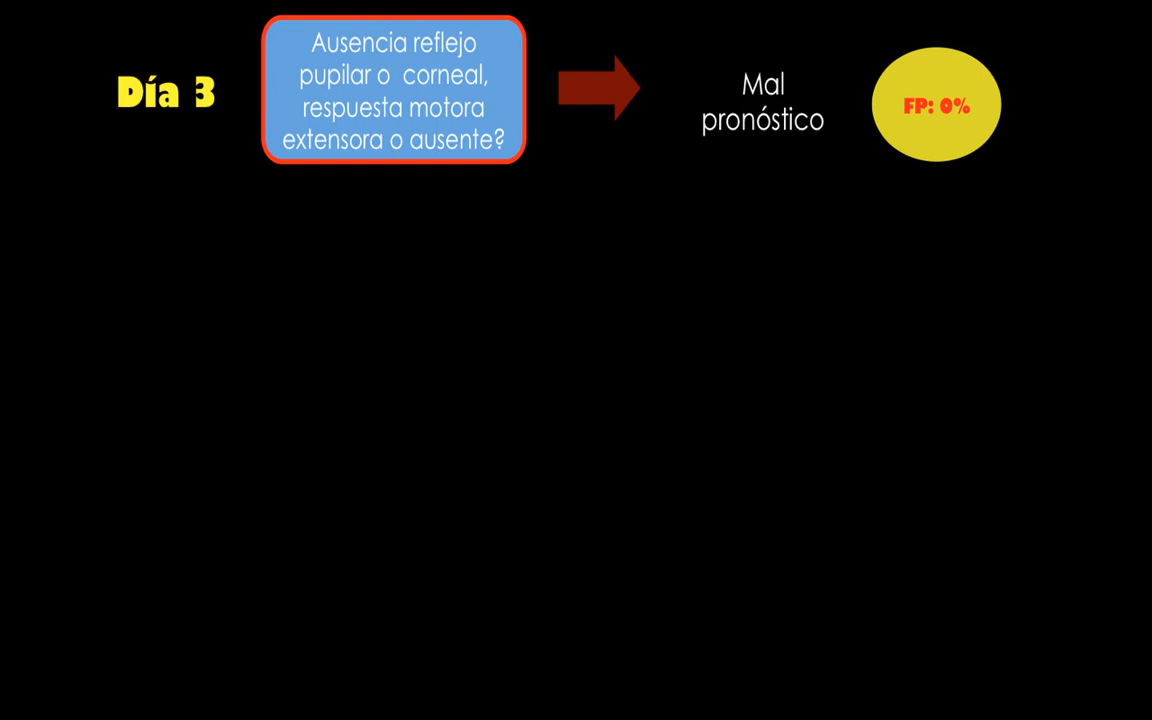 Día 3
Ausencia reflejo
pupilar o corneal,
respuesta motora
extensora o ausente?
Mal
pronóstico
FP: 0%